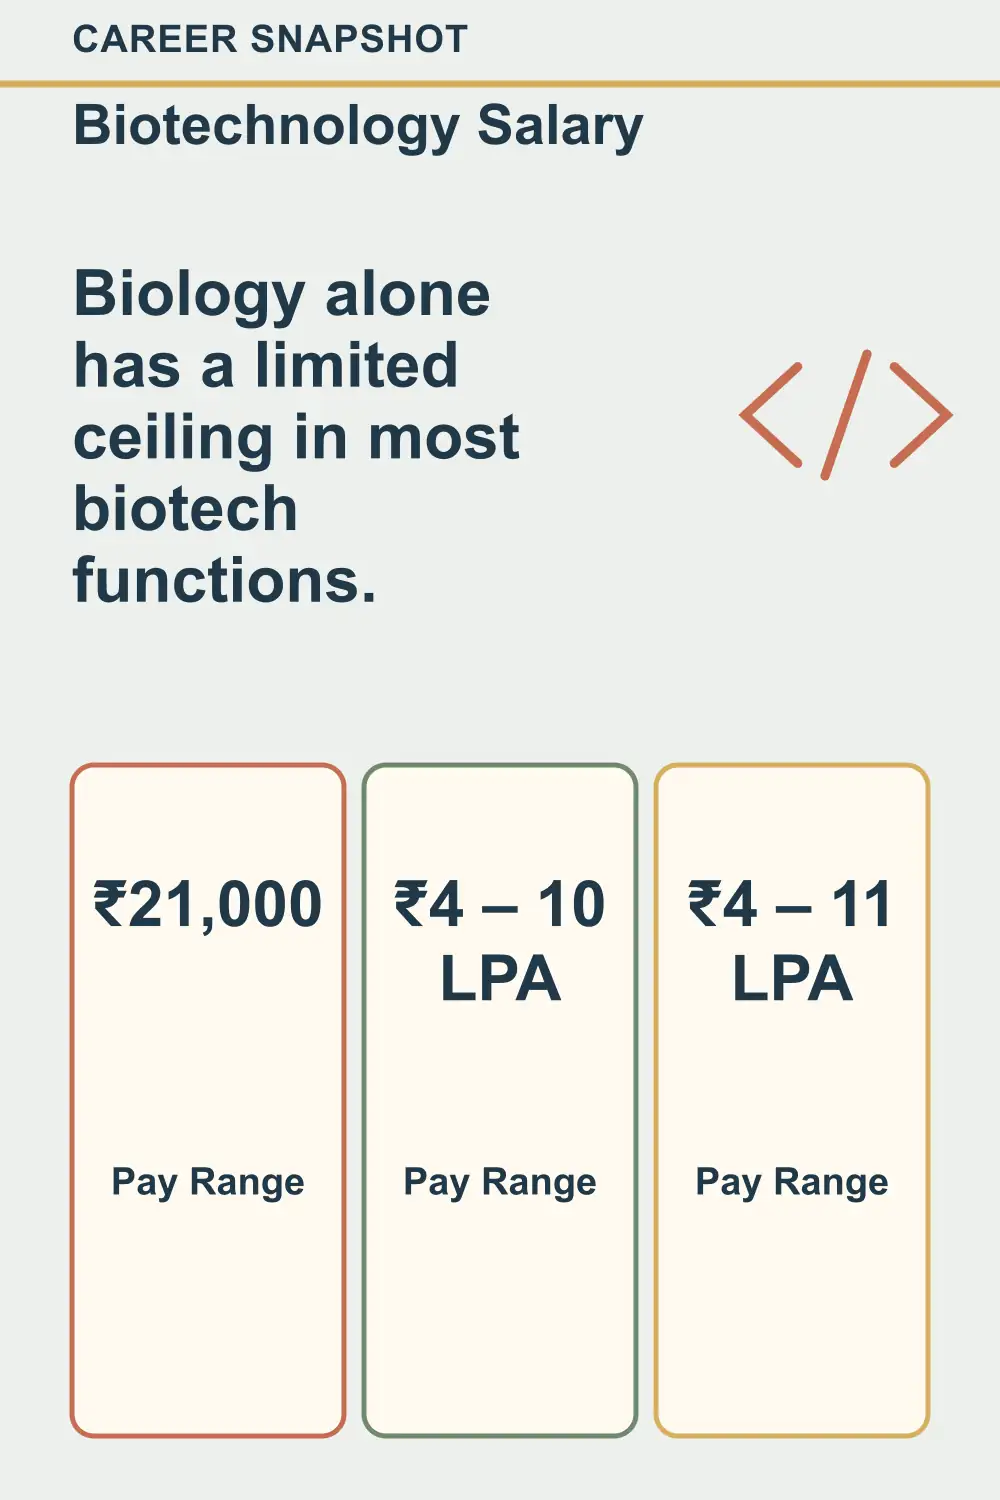 CAREER SNAPSHOT
Biotechnology Salary
Biology alone
has a limited
ceiling in most
biotech
functions.
₹21,000
Pay Range
₹4 – 10
LPA
Pay Range
₹4 – 11
LPA
Pay Range